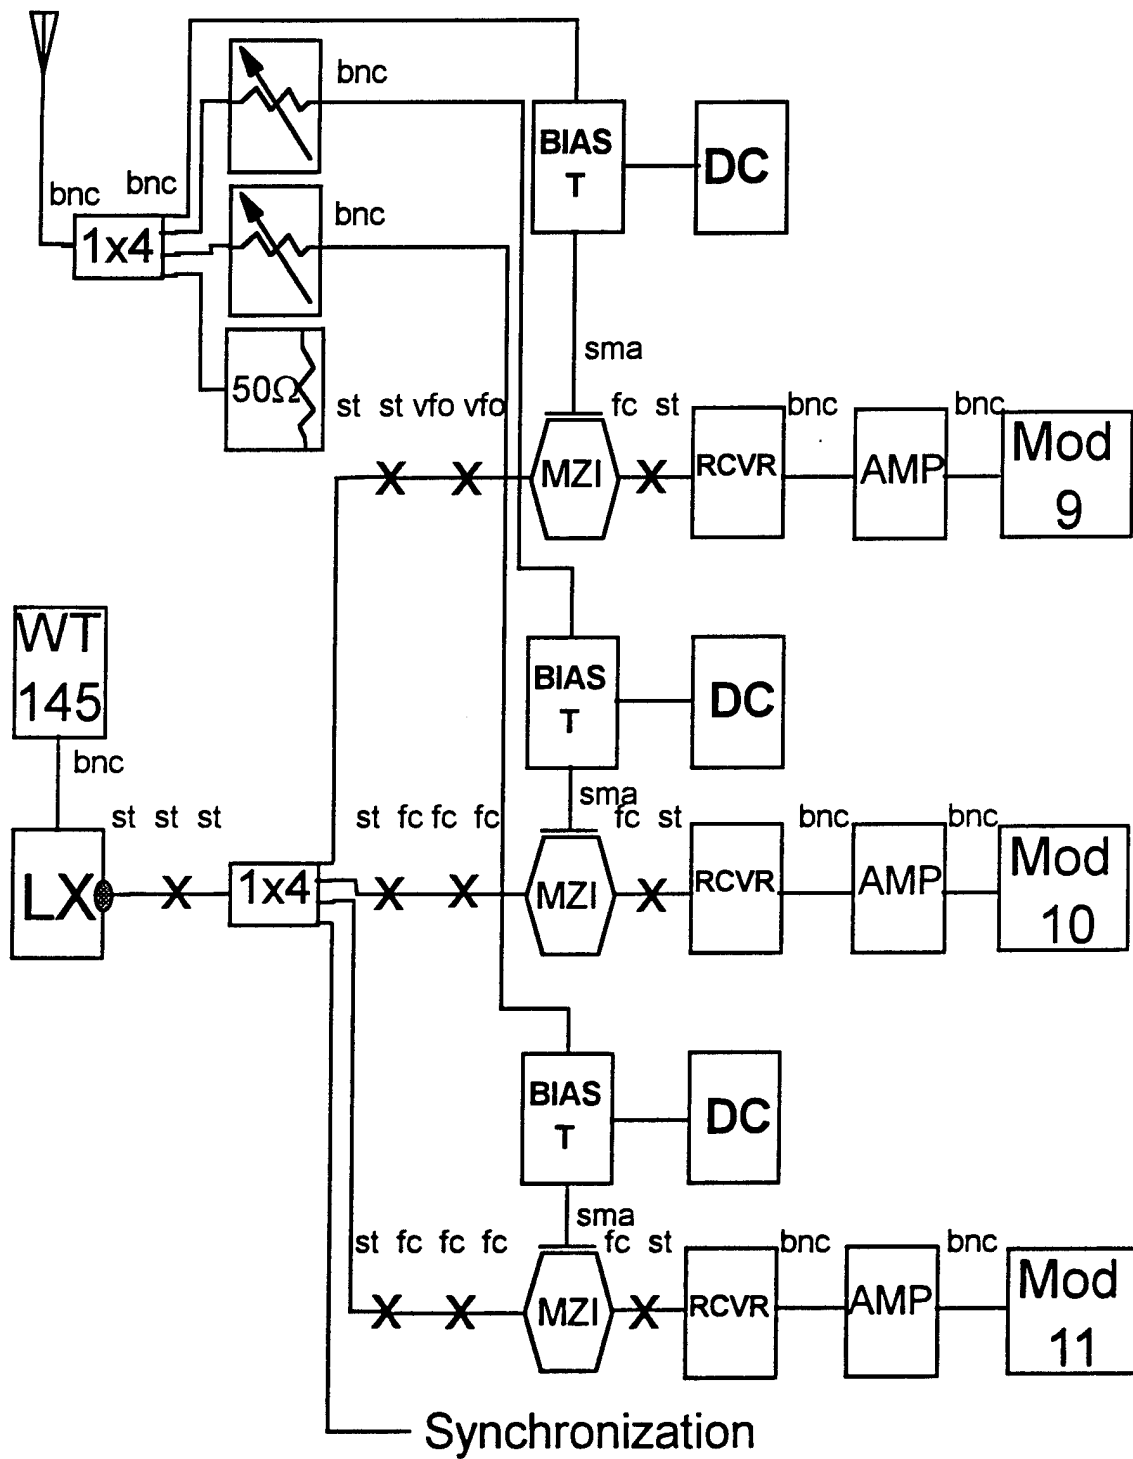 bnc
BIAS
T
DC
bnc
bnc
1x4
bnc
sma
50Ω
st st vfo vfo
fc st
bnc
bnc
MZI
RCVR
AMP
Mod
9
WT
145
BIAS
T
DC
bnc
sma
st st st
st fc fc fc
fc st
bnc
bnc
LX
1x4
MZI
RCVR
AMP
Mod
10
BIAS
T
DC
sma
st fc fc fc
fc st
bnc
bnc
MZI
RCVR
AMP
Mod
11
Synchronization